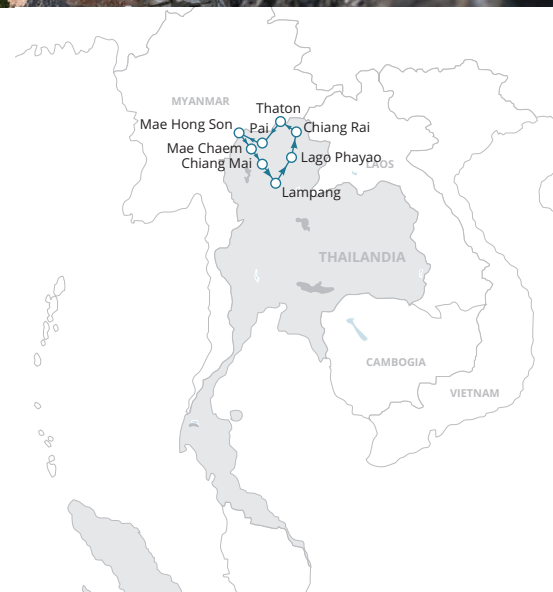 MYANMAR
Thaton
Mae Hong Son
Pai
Chiang Rai
Mae Chaem
Lago Phayao
Chiang Mai
LAOS
Lampang
THAILANDIA
CAMBOGIA
VIETNAM